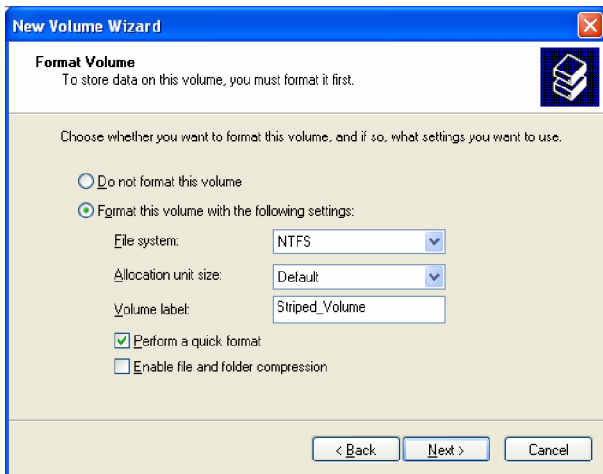 New Volume Wizard
Format Volume
To store data on this volume, you must format it first.
Choose whether you want to format this volume, and if so, what settings you want to use.
Do not format this volume
Format this volume with the following settings:
File system: NTFS
Allocation unit size: Default
Volume label: Striped_Volume
Perform a quick format
Enable file and folder compression
< Back Next > Cancel